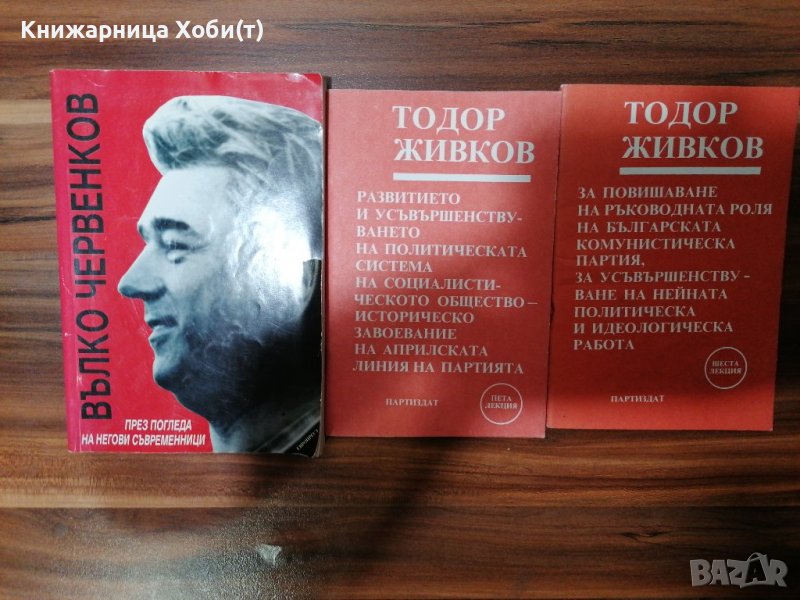 Книжарница Хоби(т)
ВЪЛКО ЧЕРВЕНКОВ
ПРЕЗ ПОГЛЕДА
НА НЕГОВИ СЪВРЕМЕННИЦИ
ТОДОР
ЖИВКОВ
РАЗВИТИЕТО
И УСЪВЪРШЕНСТВУ-
ВАНЕТО
НА ПОЛИТИЧЕСКАТА
СИСТЕМА
НА СОЦИАЛИСТИ-
ЧЕСКОТО ОБЩЕСТВО —
ИСТОРИЧЕСКО
ЗАВОЕВАНИЕ
НА АПРИЛСКАТА
ЛИНИЯ НА ПАРТИЯТА
ПЕТА
ЛЕКЦИЯ
ПАРТИЗДАТ
ТОДОР
ЖИВКОВ
ЗА ПОВИШАВАНЕ
НА РЪКОВОДНАТА РОЛЯ
НА БЪЛГАРСКАТА
КОМУНИСТИЧЕСКА
ПАРТИЯ,
ЗА УСЪВЪРШЕНСТВУ-
ВАНЕ НА НЕЙНАТА
ПОЛИТИЧЕСКА
И ИДЕОЛОГИЧЕСКА
РАБОТА
ШЕСТА
ЛЕКЦИЯ
ПАРТИЗДАТ
BAZAR